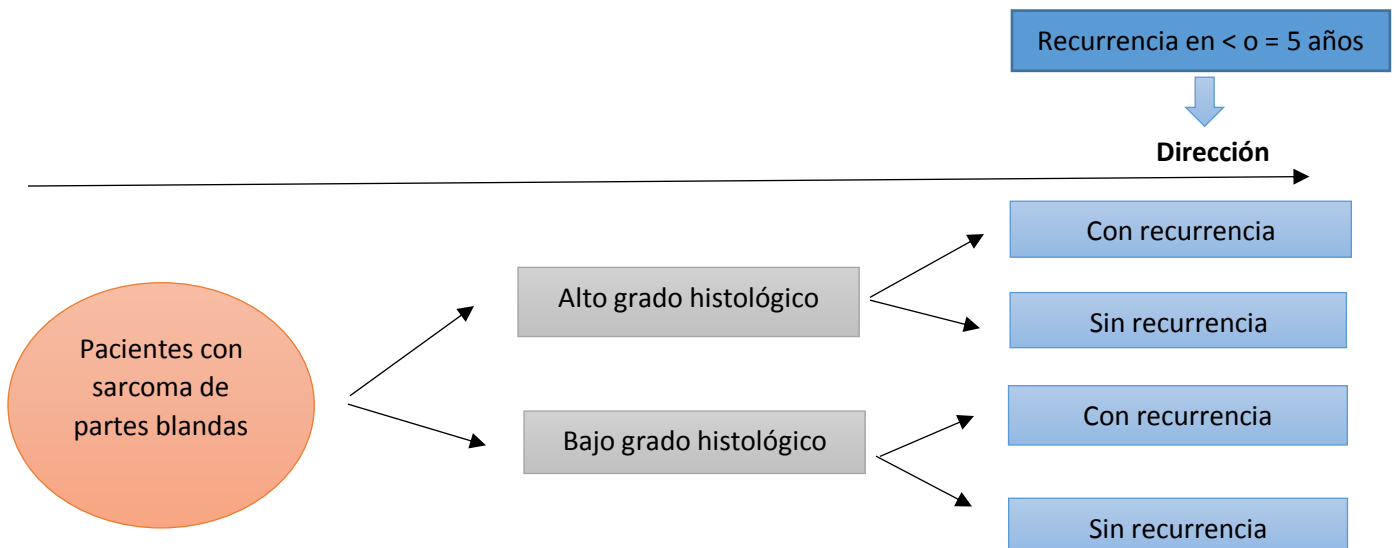 Recurrencia en < o = 5 años
Dirección
Con recurrencia
Alto grado histológico
Sin recurrencia
Pacientes con
sarcoma de
partes blandas
Con recurrencia
Bajo grado histológico
Sin recurrencia